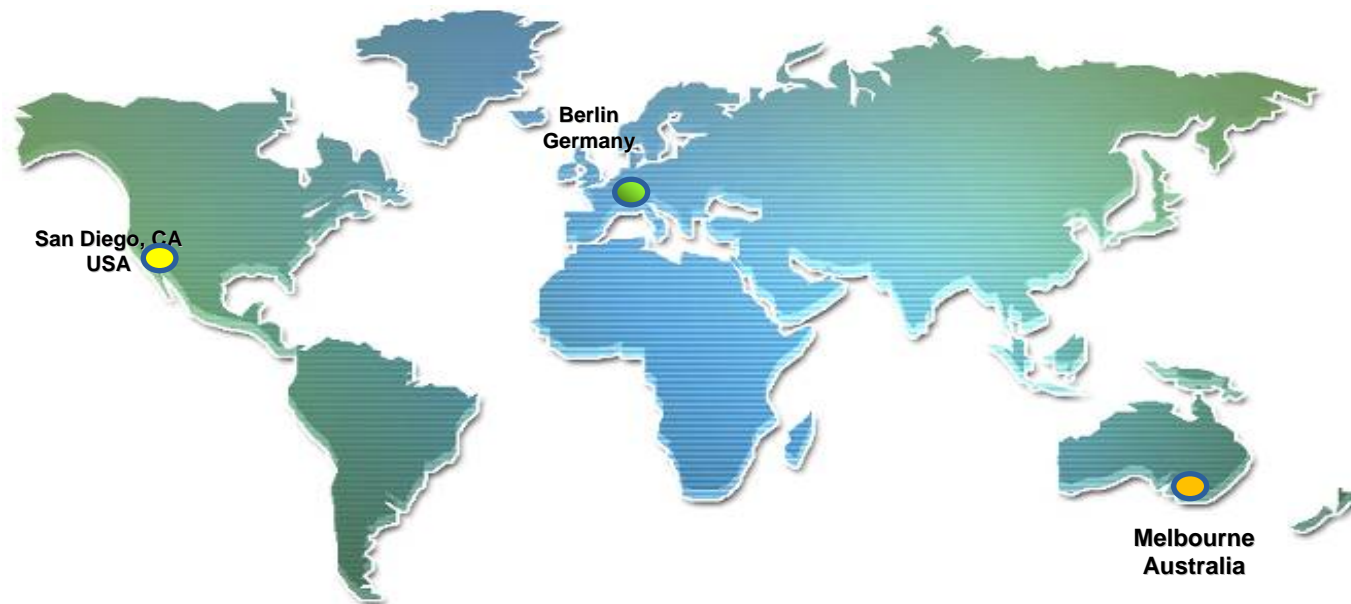 Berlin
Germany
San Diego, CA
USA
Melbourne
Australia